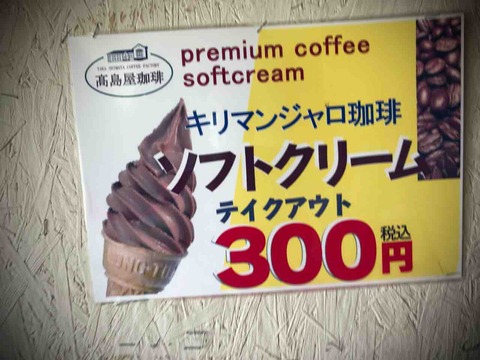 髙島屋珈琲
premium coffee
softcream
キリマンジャロ珈琲
ソフトクリーム
テイクアウト
300円
税込